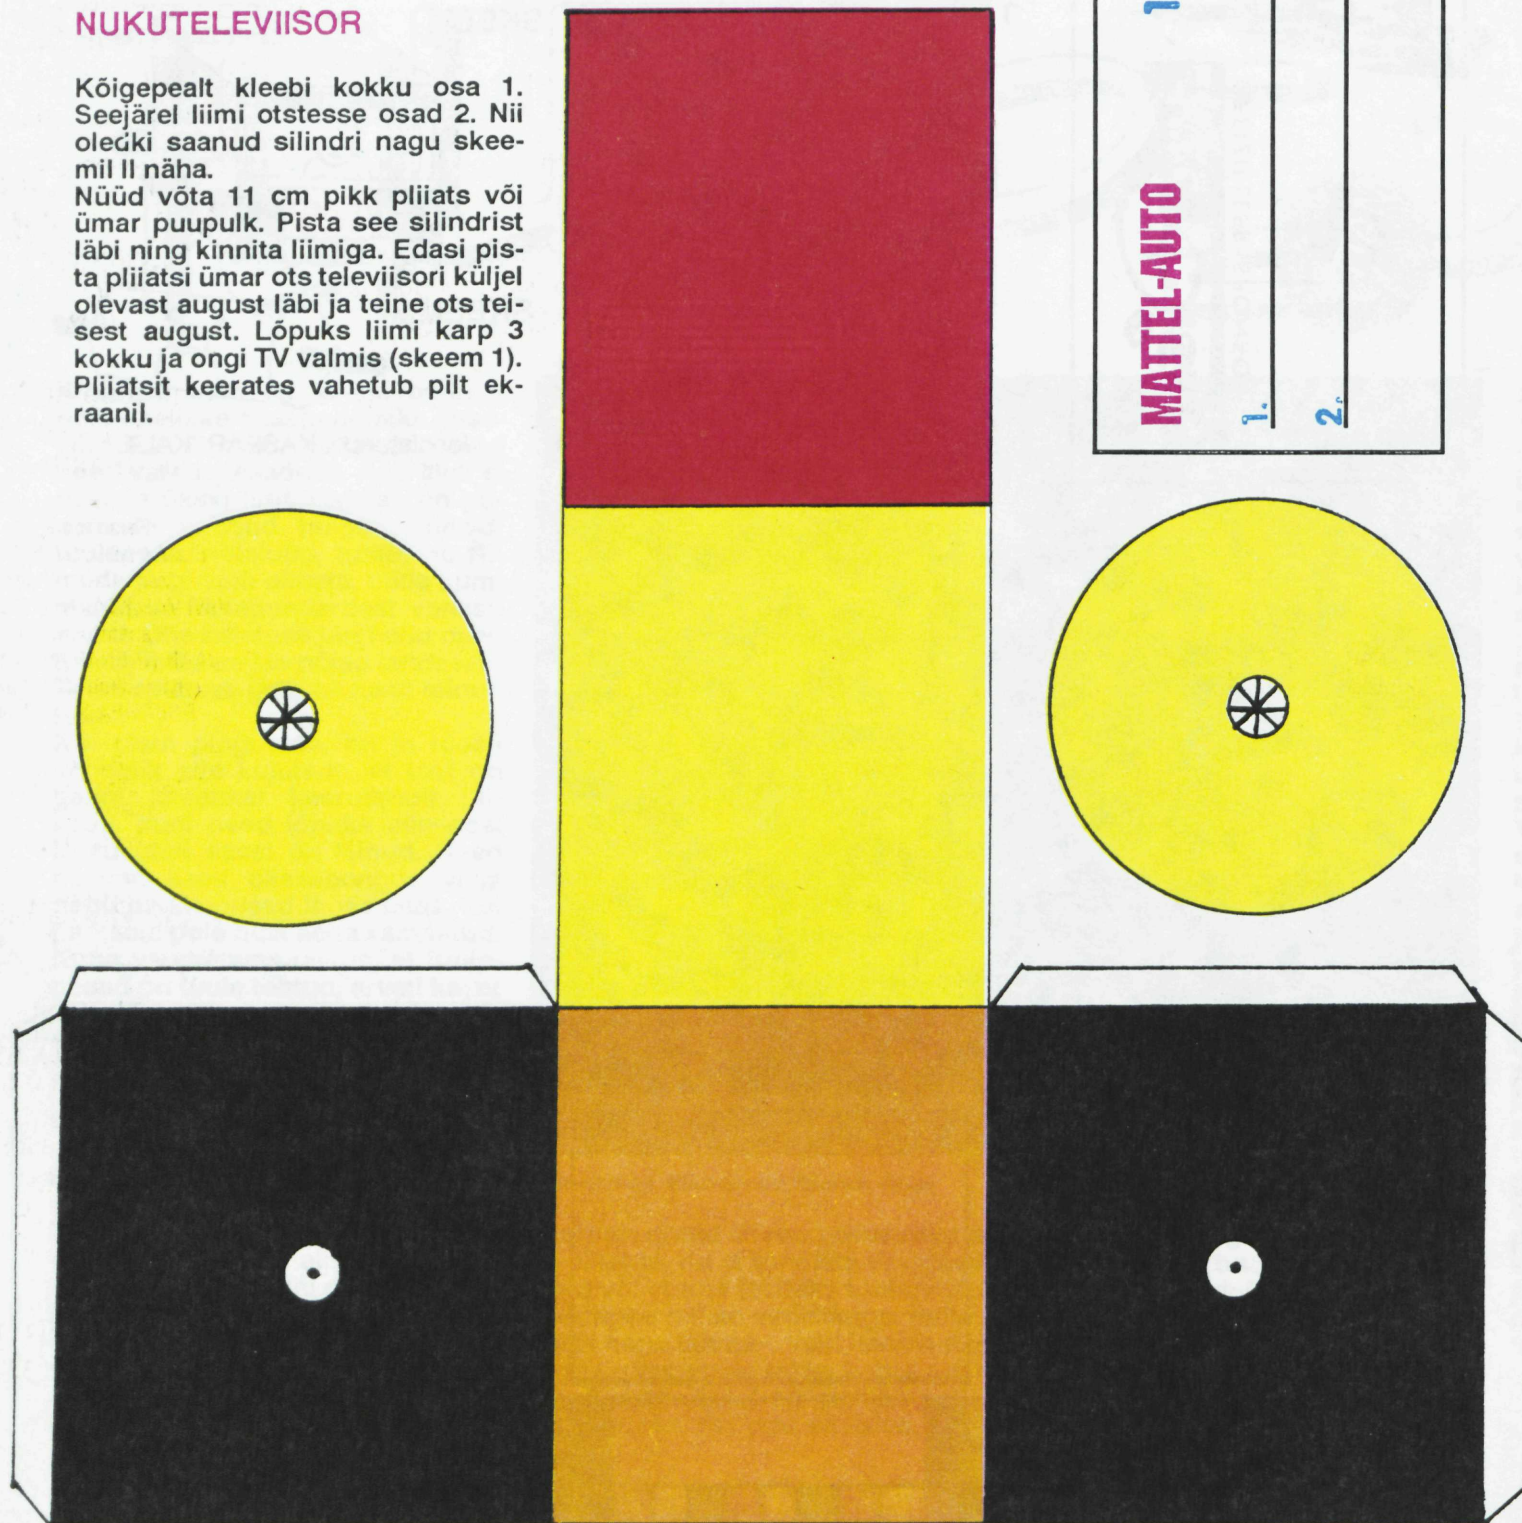 NUKUTELEVIISOR
Kõigepealt kleebi kokku osa 1.
Seejärel liimi otstesse osad 2. Nii
oledki saanud silindri nagu skee-
mil II näha.
Nüüd võta 11 cm pikk pliiats või
ümar puupulk. Pista see silindrist
läbi ning kinnita liimiga. Edasi pis-
ta pliiatsi ümar ots televiisori küljel
olevast august läbi ja teine ots tei-
sest august. Lõpuks liimi karp 3
kokku ja ongi TV valmis (skeem 1).
Pliiatsit keerates vahetub pilt ek-
raanil.
MATTEL-AUTO
1.
2.
1